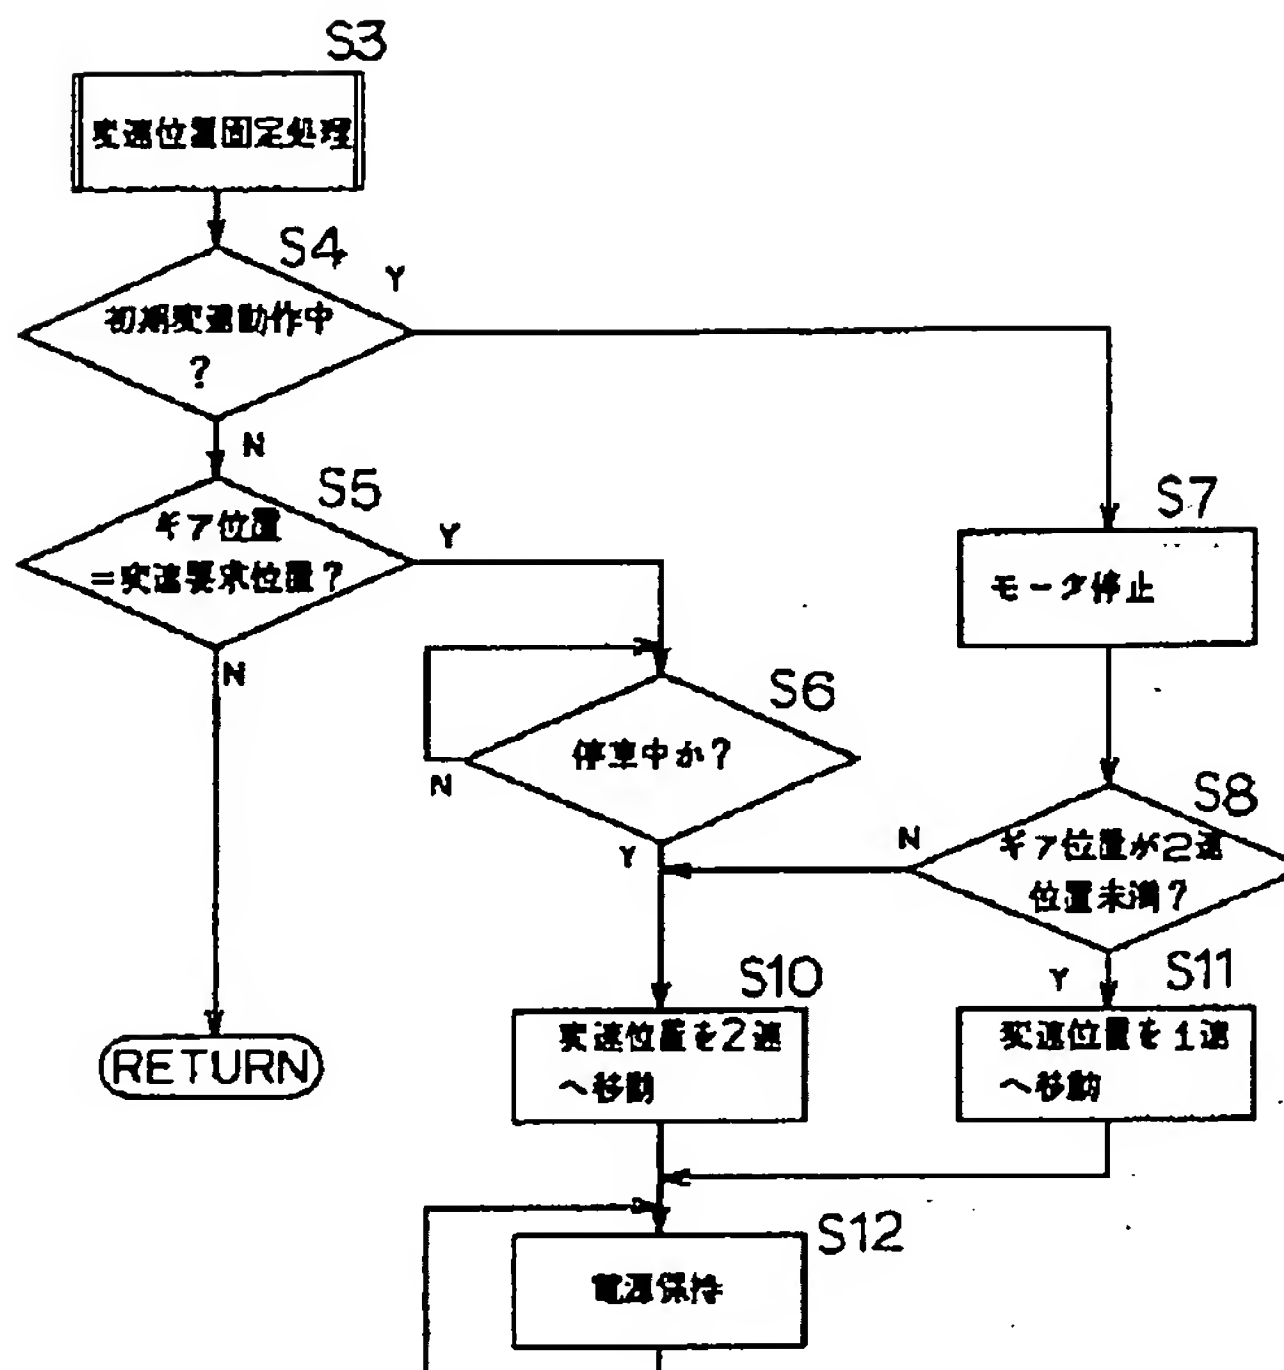 S3
変速位置固定処理
S4
Y
初期変速動作中
?
N
S5
ギア位置
=変速要求位置?
Y
N
S7
モータ停止
S6
停車中か?
N
Y
S8
N
ギア位置が2速
位置未満?
Y
S10
変速位置を2速
へ移動
S11
変速位置を1速
へ移動
RETURN
S12
電源保持